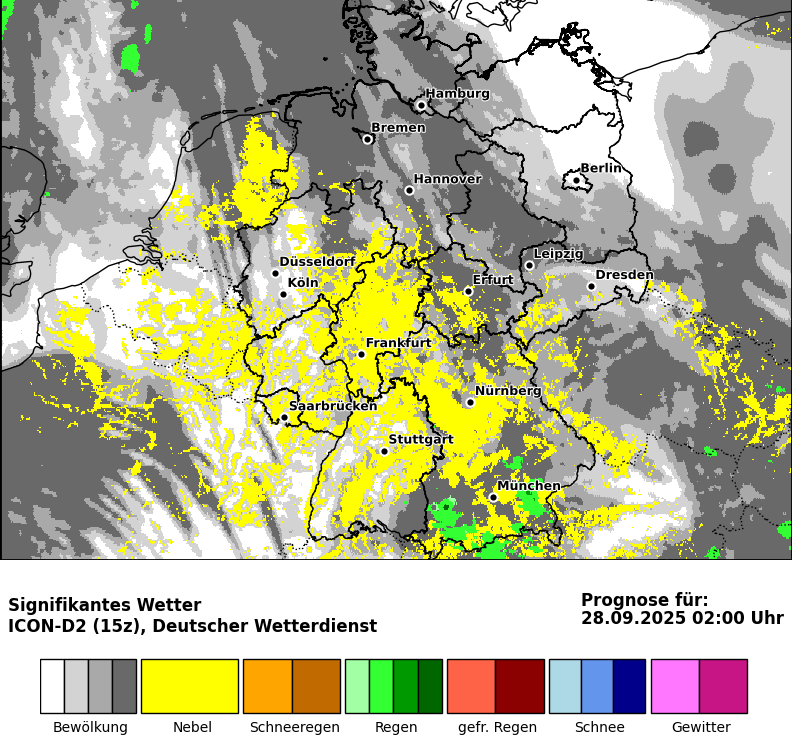 Hamburg
Bremen
Berlin
Hannover
Leipzig
Düsseldorf
Dresden
Köln
Erfurt
Frankfurt
Nürnberg
Saarbrücken
Stuttgart
München
Signifikantes Wetter
ICON-D2 (15z), Deutscher Wetterdienst
Prognose für:
28.09.2025 02:00 Uhr
Bewölkung Nebel Schneeregen Regen gefr. Regen Schnee Gewitter